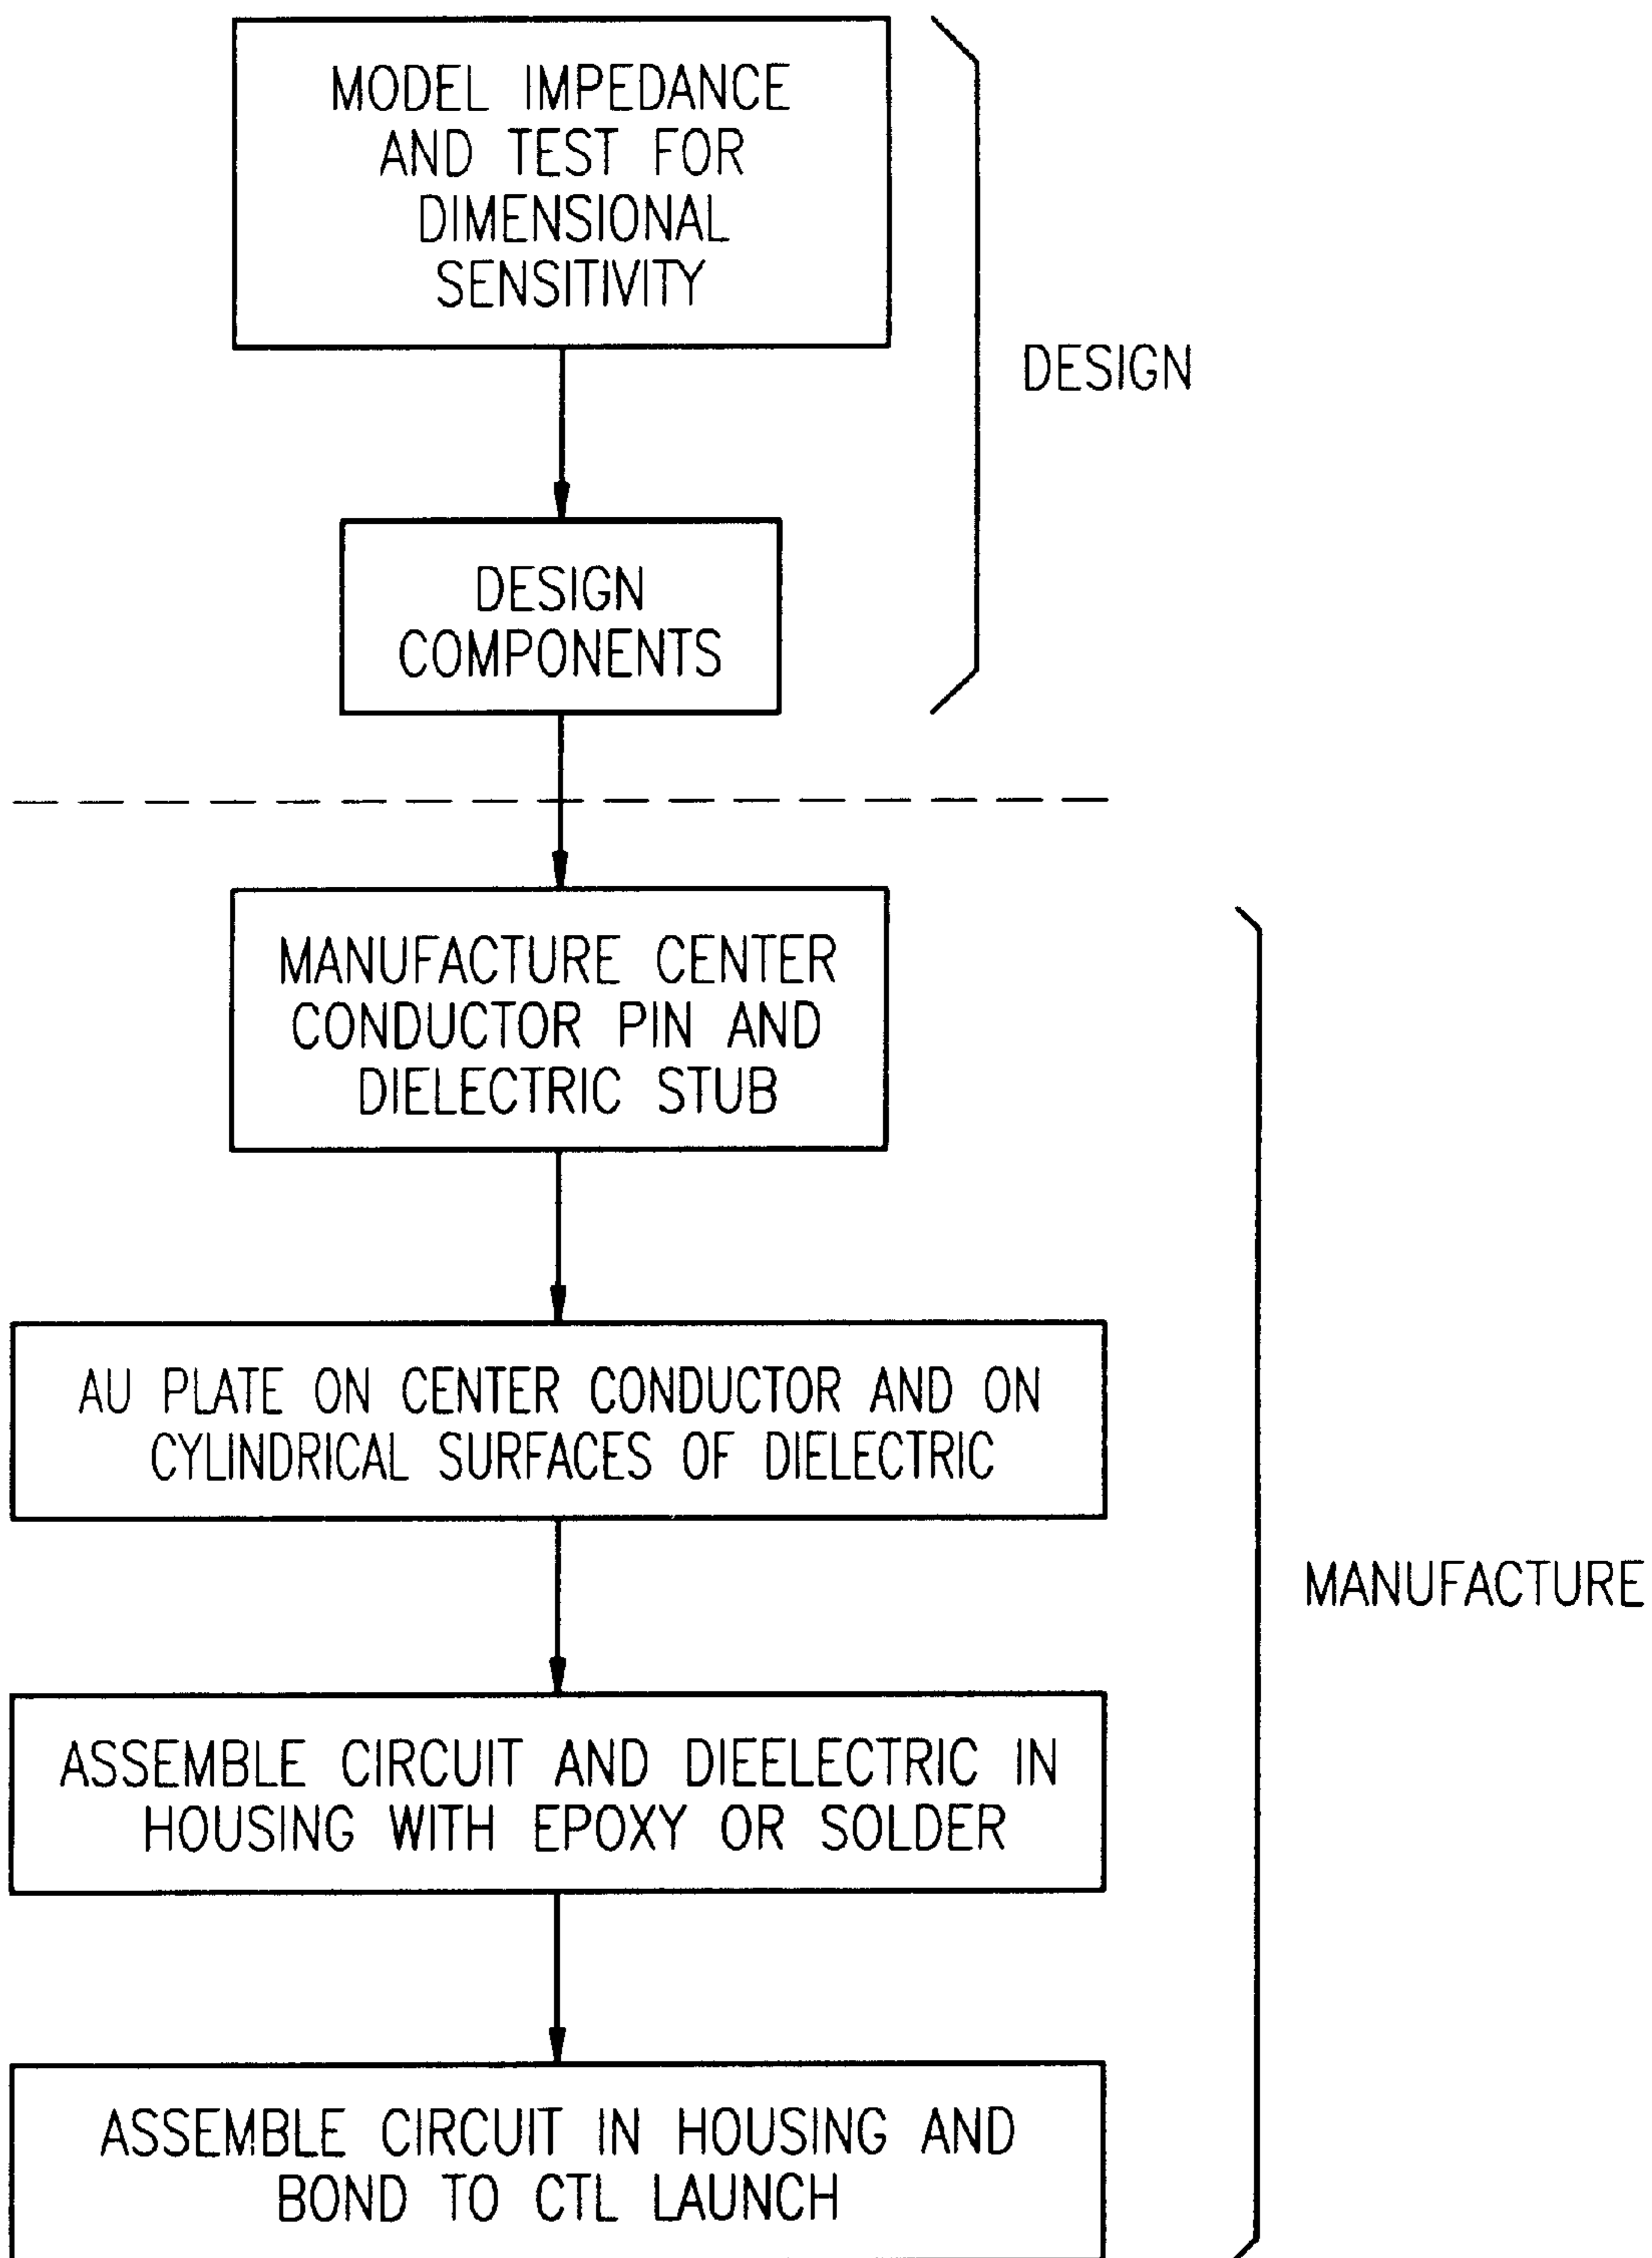 MODEL IMPEDANCE
AND TEST FOR
DIMENSIONAL
SENSITIVITY
DESIGN
DESIGN
COMPONENTS
MANUFACTURE CENTER
CONDUCTOR PIN AND
DIELECTRIC STUB
AU PLATE ON CENTER CONDUCTOR AND ON
CYLINDRICAL SURFACES OF DIELECTRIC
MANUFACTURE
ASSEMBLE CIRCUIT AND DIEELECTRIC IN
HOUSING WITH EPOXY OR SOLDER
ASSEMBLE CIRCUIT IN HOUSING AND
BOND TO CTL LAUNCH